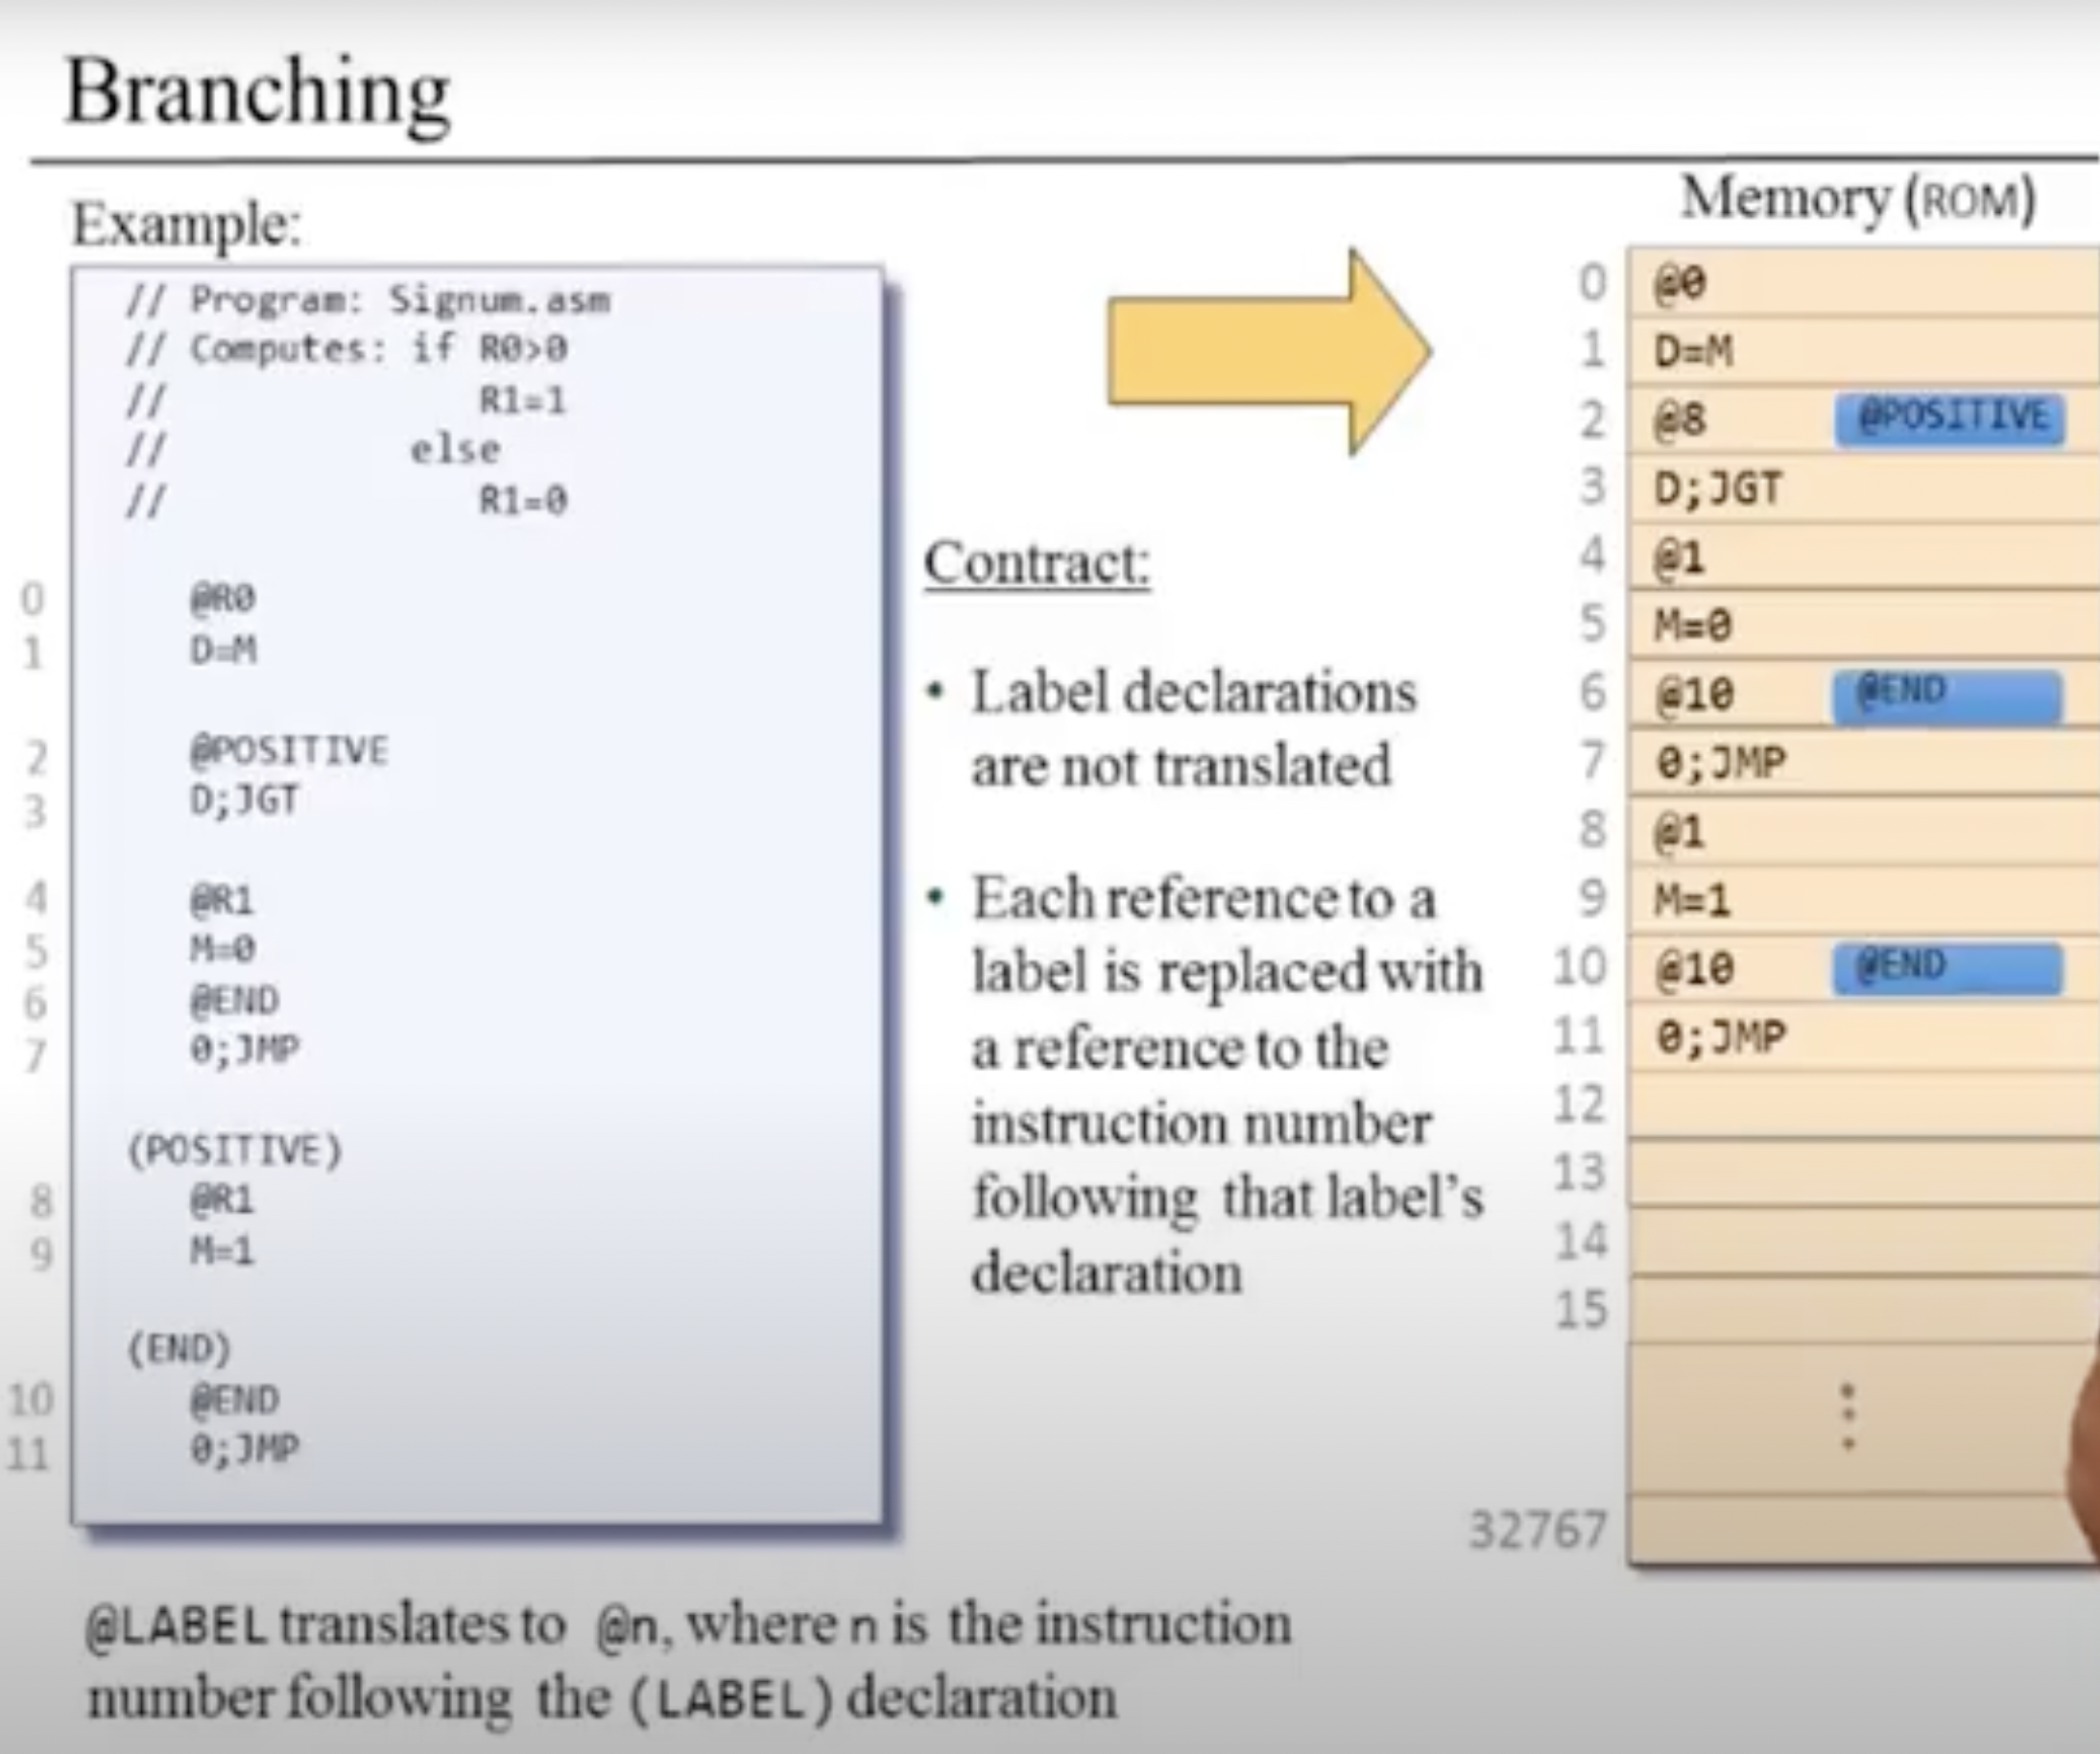 Branching
Example:
// Program: Signum.asm
// Computes: if R0>0
// R1=1
// else
// R1=0
0 @R0
1 D=M
2 @POSITIVE
3 D;JGT
4 @R1
5 M=0
6 @END
7 0;JMP
(POSITIVE)
8 @R1
9 M=1
(END)
10 @END
11 0;JMP
@LABEL translates to @n, where n is the instruction
number following the (LABEL) declaration
Contract:
• Label declarations
are not translated
• Each reference to a
label is replaced with
a reference to the
instruction number
following that label’s
declaration
Memory (ROM)
0 @0
1 D=M
2 @8 @POSITIVE
3 D;JGT
4 @1
5 M=0
6 @10 @END
7 0;JMP
8 @1
9 M=1
10 @10 @END
11 0;JMP
12
13
14
15
32767